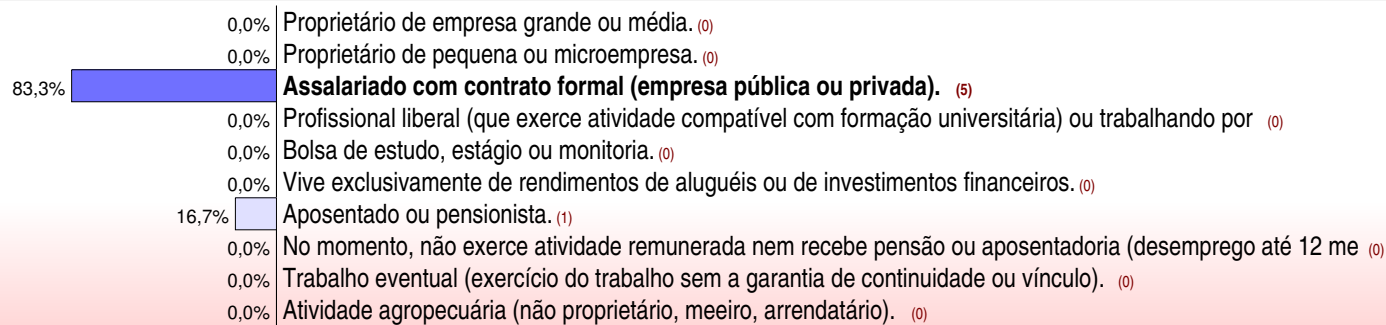 0,0% Proprietário de empresa grande ou média. (0)
0,0% Proprietário de pequena ou microempresa. (0)
83,3% Assalariado com contrato formal (empresa pública ou privada). (5)
0,0% Profissional liberal (que exerce atividade compatível com formação universitária) ou trabalhando por (0)
0,0% Bolsa de estudo, estágio ou monitoria. (0)
0,0% Vive exclusivamente de rendimentos de aluguéis ou de investimentos financeiros. (0)
16,7% Aposentado ou pensionista. (1)
0,0% No momento, não exerce atividade remunerada nem recebe pensão ou aposentadoria (desemprego até 12 me (0)
0,0% Trabalho eventual (exercício do trabalho sem a garantia de continuidade ou vínculo). (0)
0,0% Atividade agropecuária (não proprietário, meeiro, arrendatário). (0)